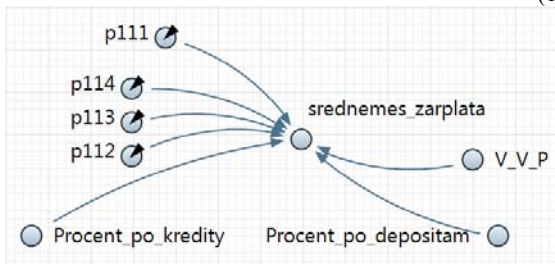 p111
p114
srednemes_zarplata
p113
p112
V_V_P
Procent_po_kredity
Procent_po_depositam